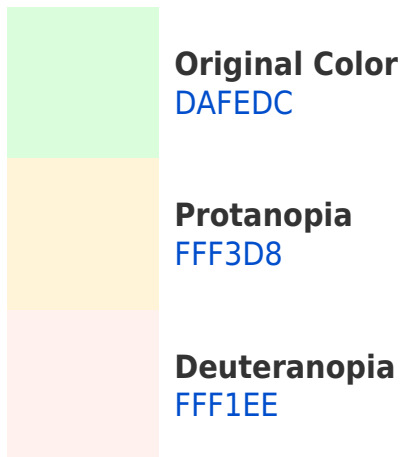 Original Color
DAFEDC
Protanopia
FFF3D8
Deuteranopia
FFF1EE